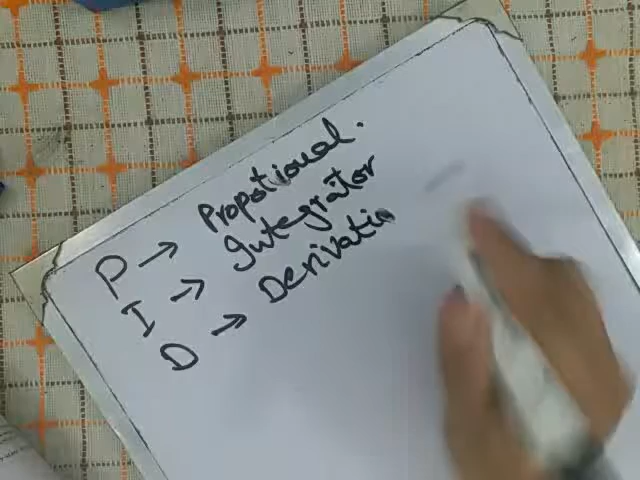 P → Propotional.
I → Integrator
D → Derivatio